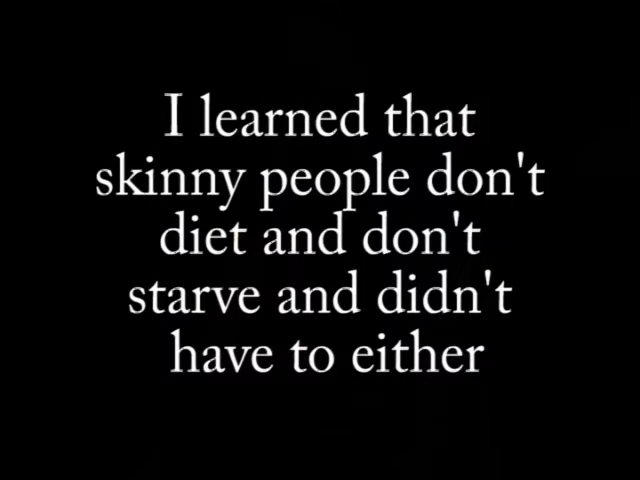 I learned that
skinny people don't
diet and don't
starve and didn't
have to either